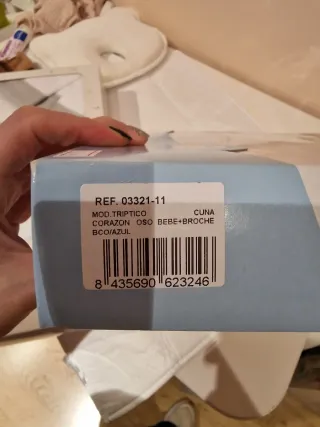 REF. 03321-11
MOD.TRIPTICO CUNA
CORAZON OSO BEBE+BROCHE
BCO/AZUL
8 435690 623246